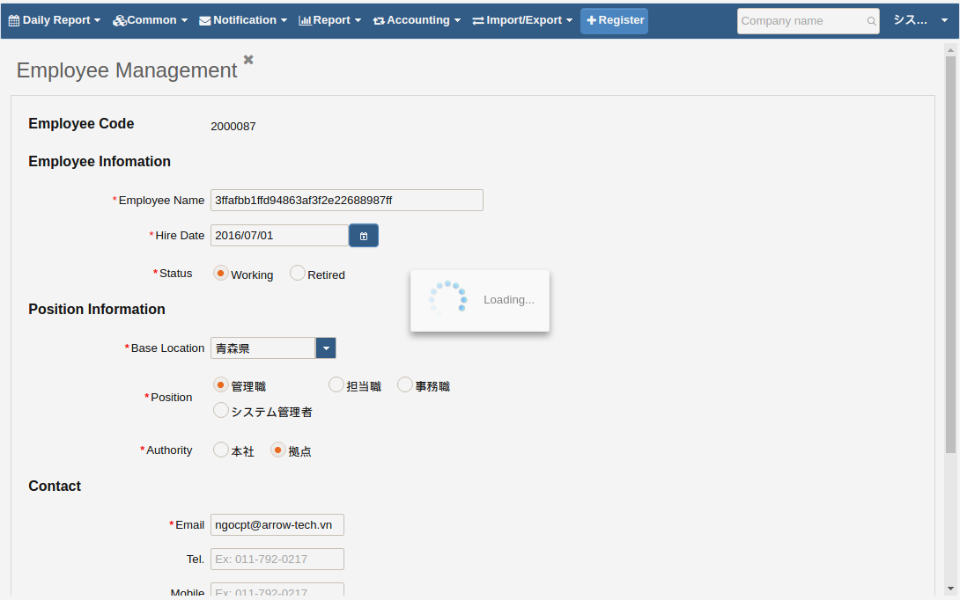 Daily Report Common Notification Report Accounting Import/Export Register Company name シス...
Employee Management
Employee Code 2000087
Employee Infomation
*Employee Name 3ffafbb1ffd94863af3f2e22688987ff
*Hire Date 2016/07/01
*Status Working Retired
Loading...
Position Information
*Base Location 青森県
*Position 管理職 担当職 事務職
システム管理者
*Authority 本社 拠点
Contact
*Email ngocpt@arrow-tech.vn
Tel. Ex: 011-792-0217
Mobile Ex: 011-792-0217